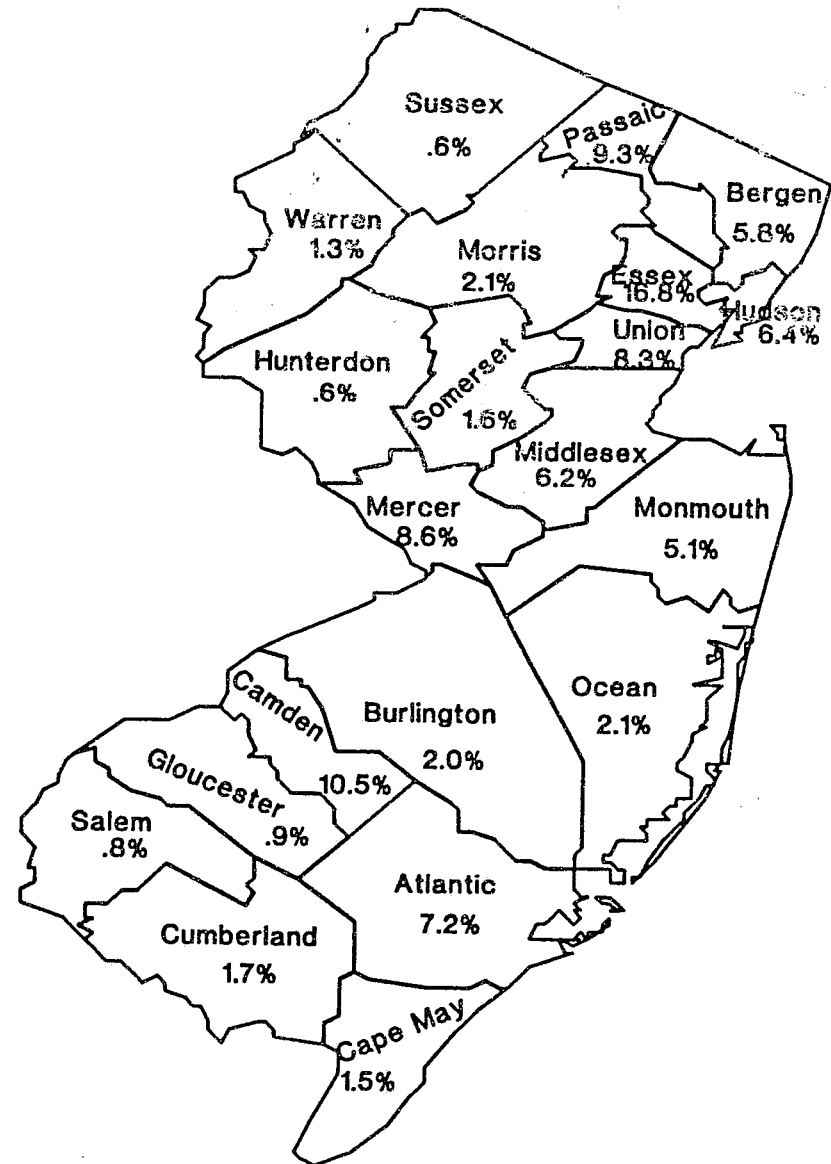 Sussex
.6%
Passaic
9.3%
Bergen
5.8%
Warren
1.3%
Morris
2.1%
Essex
16.8%
Hudson
6.4%
Union
8.3%
Hunterdon
.6%
Somerset
1.6%
Middlesex
6.2%
Mercer
8.6%
Monmouth
5.1%
Ocean
2.1%
Camden
10.5%
Burlington
2.0%
Gloucester
.9%
Salem
.8%
Atlantic
7.2%
Cumberland
1.7%
Cape May
1.5%